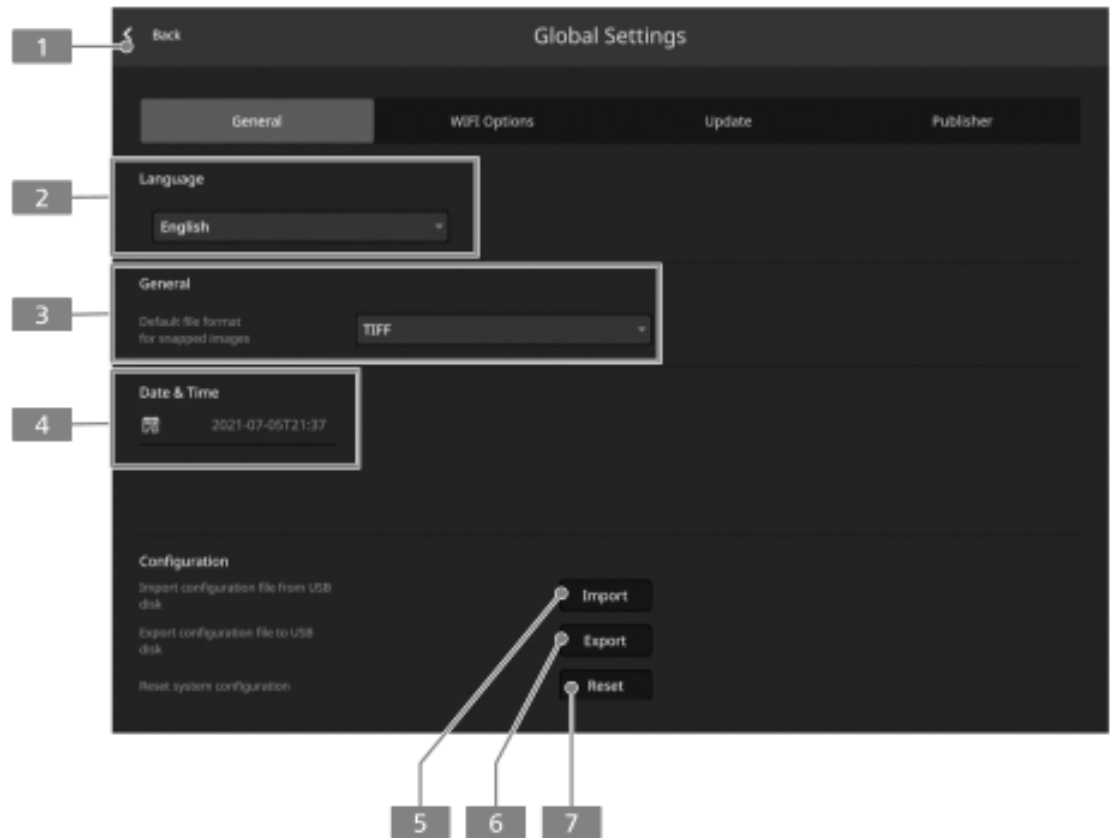 1
Back
Global Settings
General
WIFI Options
Update
Publisher
2
Language
English
3
General
Default file format
for snapped images
TIFF
4
Date & Time
2021-07-05T21:37
Configuration
Import configuration file from USB
disk
Import
Export configuration file to USB
disk
Export
Reset system configuration
Reset
5
6
7